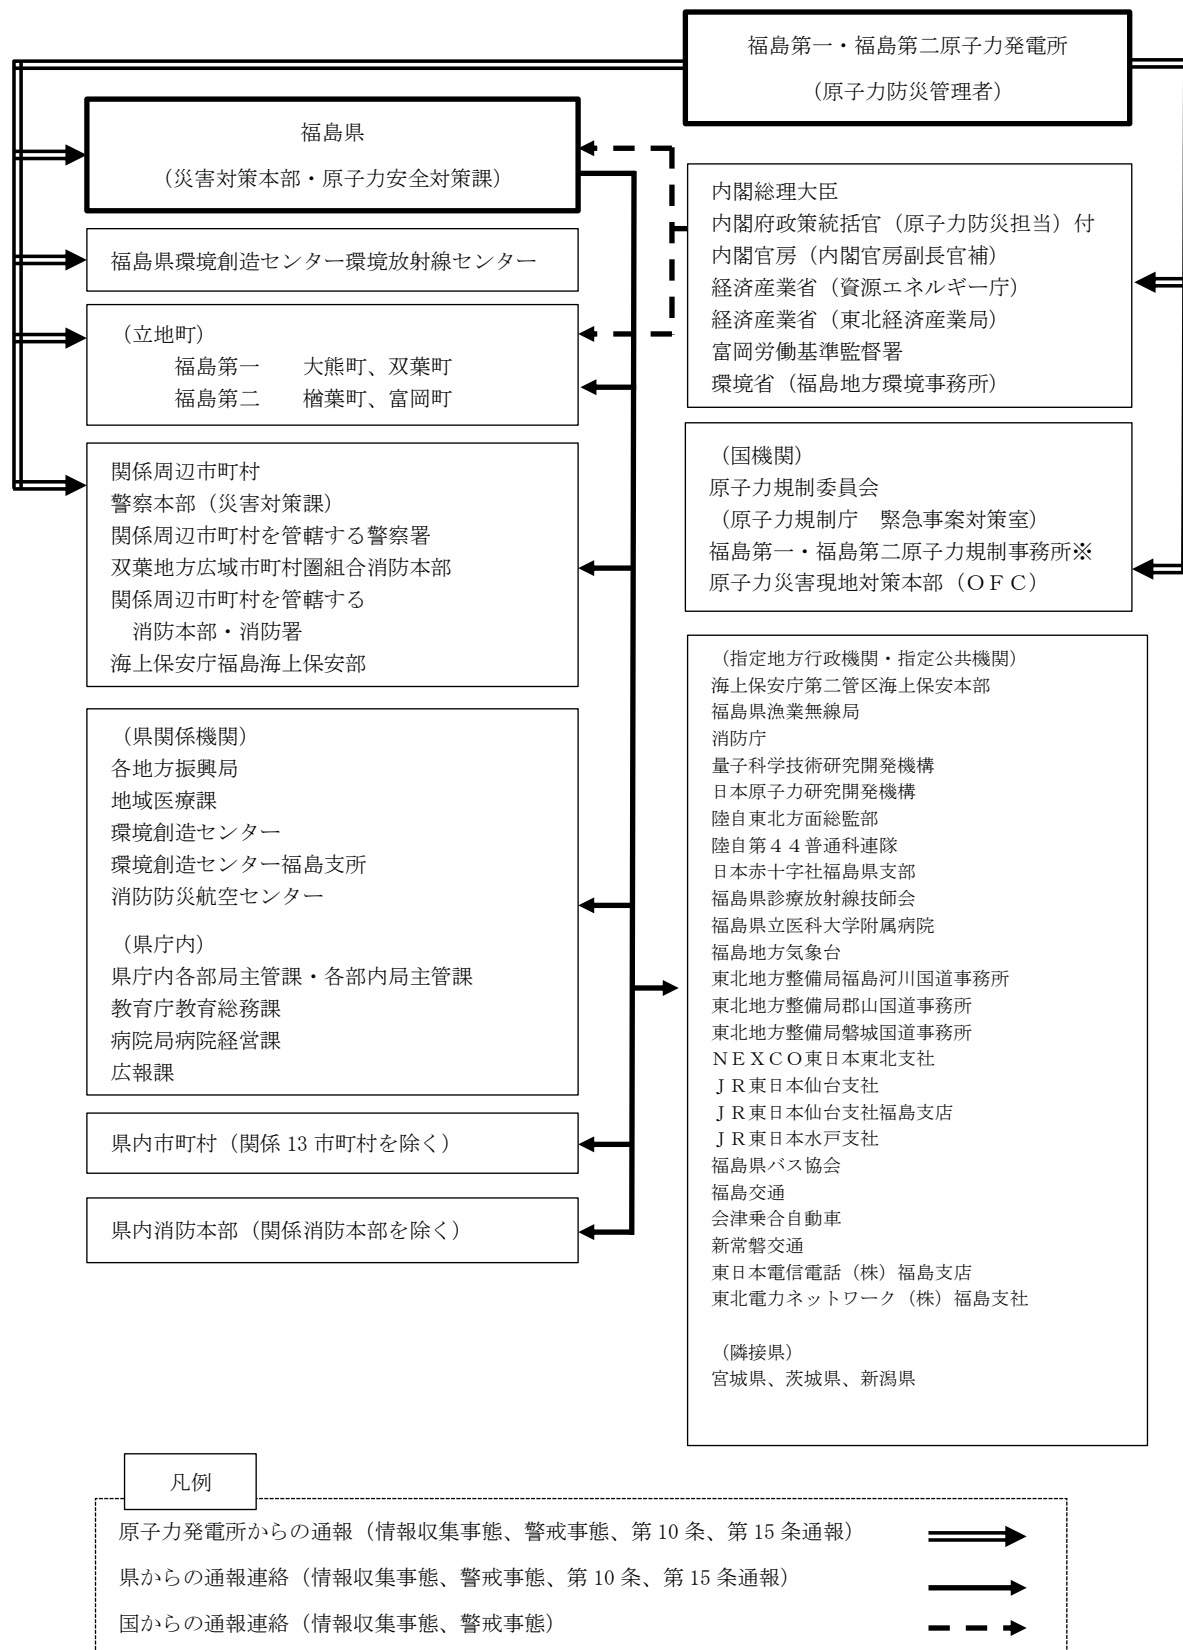 福島第一・福島第二原子力発電所
（原子力防災管理者）
福島県
（災害対策本部・原子力安全対策課）
福島県環境創造センター環境放射線センター
（立地町）
福島第一　　大熊町、双葉町
福島第二　　楢葉町、富岡町
関係周辺市町村
警察本部（災害対策課）
関係周辺市町村を管轄する警察署
双葉地方広域市町村圏組合消防本部
関係周辺市町村を管轄する
消防本部・消防署
海上保安庁福島海上保安部
（県関係機関）
各地方振興局
地域医療課
環境創造センター
環境創造センター福島支所
消防防災航空センター
（県庁内）
県庁内各部局主管課・各部内局主管課
教育庁教育総務課
病院局病院経営課
広報課
県内市町村（関係 13 市町村を除く）
県内消防本部（関係消防本部を除く）
内閣総理大臣
内閣府政策統括官（原子力防災担当）付
内閣官房（内閣官房副長官補）
経済産業省（資源エネルギー庁）
経済産業省（東北経済産業局）
富岡労働基準監督署
環境省（福島地方環境事務所）
（国機関）
原子力規制委員会
（原子力規制庁　緊急事案対策室）
福島第一・福島第二原子力規制事務所※
原子力災害現地対策本部（ＯＦＣ）
（指定地方行政機関・指定公共機関）
海上保安庁第二管区海上保安本部
福島県漁業無線局
消防庁
量子科学技術研究開発機構
日本原子力研究開発機構
陸自東北方面総監部
陸自第４４普通科連隊
日本赤十字社福島県支部
福島県診療放射線技師会
福島県立医科大学附属病院
福島地方気象台
東北地方整備局福島河川国道事務所
東北地方整備局郡山国道事務所
東北地方整備局磐城国道事務所
ＮＥＸＣＯ東日本東北支社
ＪＲ東日本仙台支社
ＪＲ東日本仙台支社福島支店
ＪＲ東日本水戸支社
福島県バス協会
福島交通
会津乗合自動車
新常磐交通
東日本電信電話（株）福島支店
東北電力ネットワーク（株）福島支社
（隣接県）
宮城県、茨城県、新潟県
凡例
原子力発電所からの通報（情報収集事態、警戒事態、第 10 条、第 15 条通報）
県からの通報連絡（情報収集事態、警戒事態、第 10 条、第 15 条通報）
国からの通報連絡（情報収集事態、警戒事態）